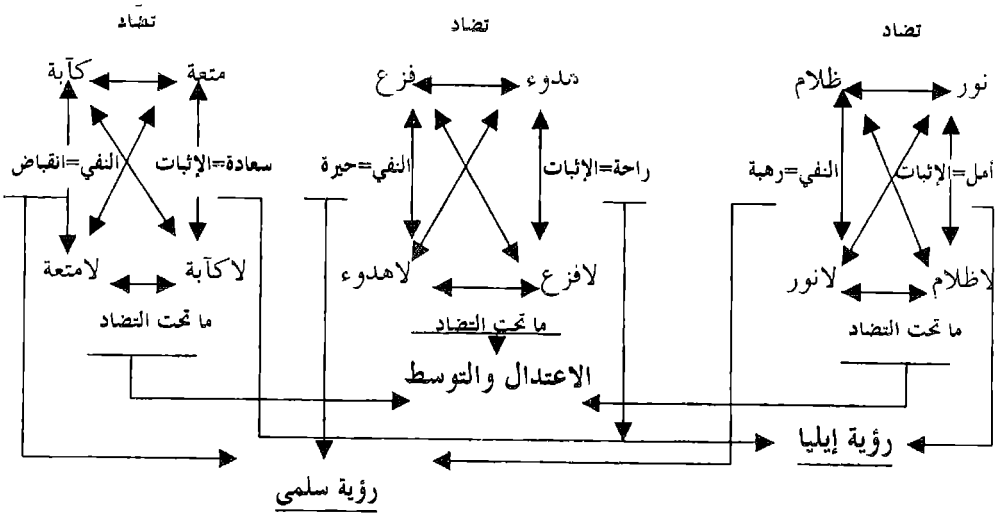 تضاد
تضاد
تضاد
نور
ظلام
هدوء
فزع
متعة
كآبة
أمل=الإثبات
النفي=رهبة
راحة=الإثبات
النفي=حيرة
سعادة=الإثبات
النفي=انقباض
لاظلام
لانور
لافزع
لاهدوء
لاكآبة
لامتعة
ما تحت التضاد
ما تحت التضاد
ما تحت التضاد
الاعتدال والتوسط
رؤية إيليا
رؤية سلمى